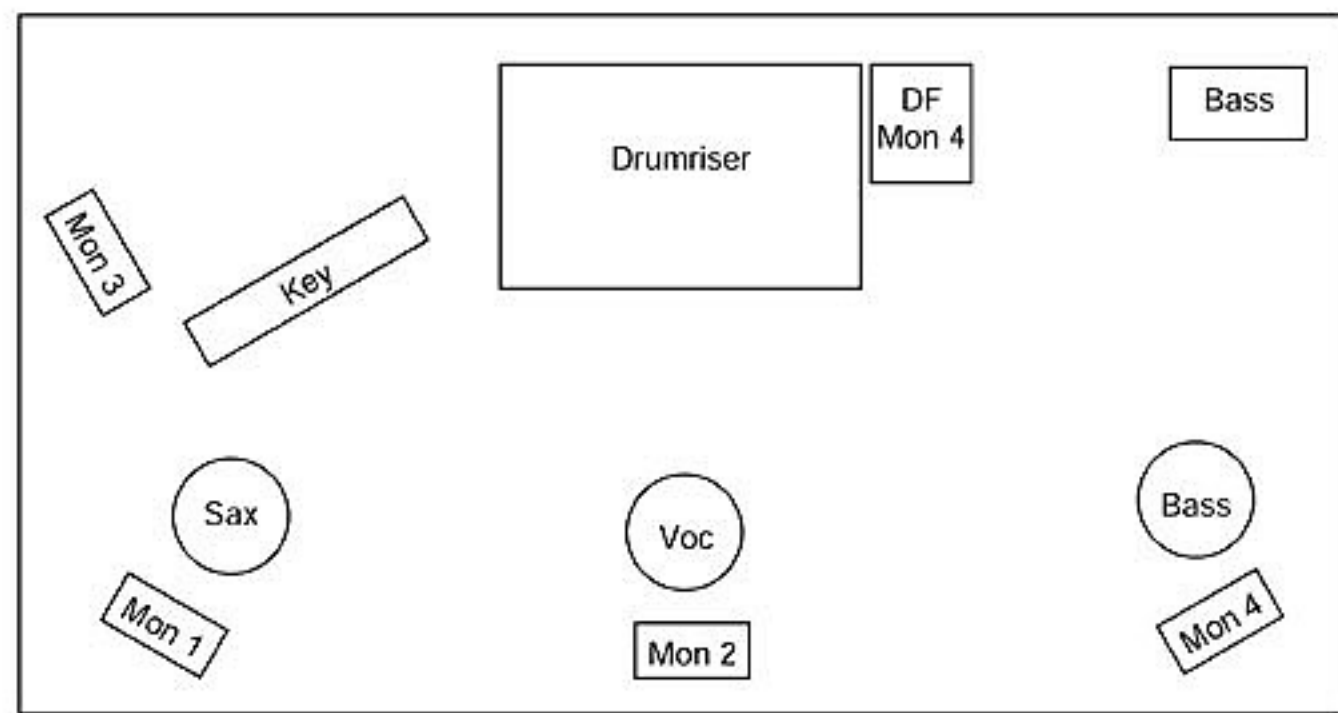 DF
Mon 4
Bass
Drumriser
Mon 3
Key
Sax
Voc
Bass
Mon 1
Mon 2
Mon 4